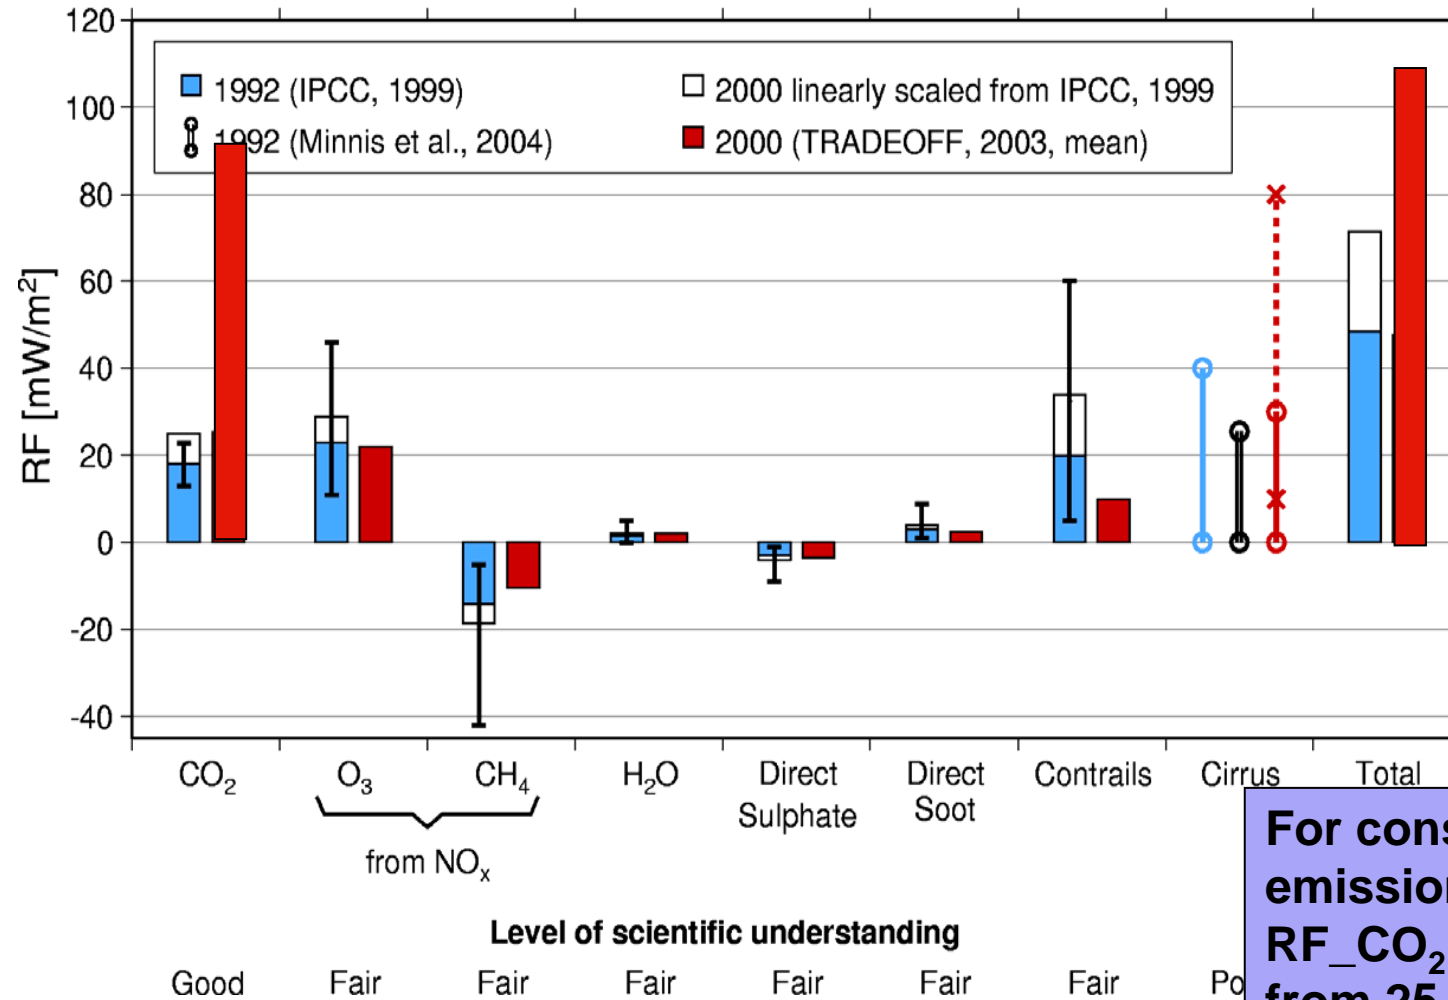 120
100
80
60
40
20
0
-20
-40
RF [mW/m²]
1992 (IPCC, 1999)
2000 linearly scaled from IPCC, 1999
1992 (Minnis et al., 2004)
2000 (TRADEOFF, 2003, mean)
CO₂ O₃ CH₄ H₂O Direct Sulphate Direct Soot Contrails Cirrus Total
from NOₓ
Level of scientific understanding
Good Fair Fair Fair Fair Fair Fair
For
RF_CO₂
from 25